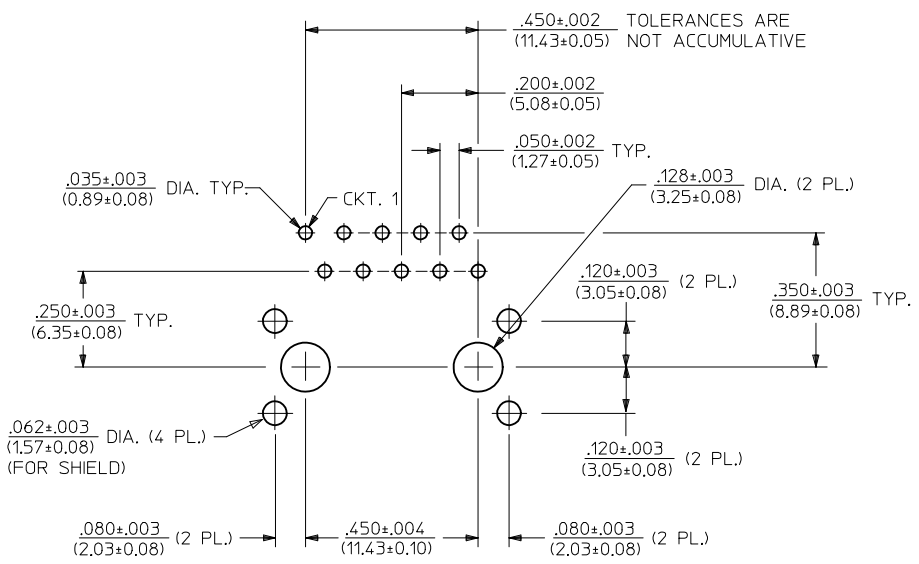 .450±.002 TOLERANCES ARE
(11.43±0.05) NOT ACCUMULATIVE
.200±.002
(5.08±0.05)
.050±.002 TYP.
(1.27±0.05)
.035±.003 DIA. TYP.
(0.89±0.08)
CKT. 1
.128±.003 DIA. (2 PL.)
(3.25±0.08)
.120±.003 (2 PL.)
(3.05±0.08)
.350±.003 TYP.
(8.89±0.08)
.250±.003 TYP.
(6.35±0.08)
.062±.003 DIA. (4 PL.)
(1.57±0.08)
(FOR SHIELD)
.120±.003 (2 PL.)
(3.05±0.08)
.080±.003 (2 PL.)
(2.03±0.08)
.450±.004
(11.43±0.10)
.080±.003 (2 PL.)
(2.03±0.08)